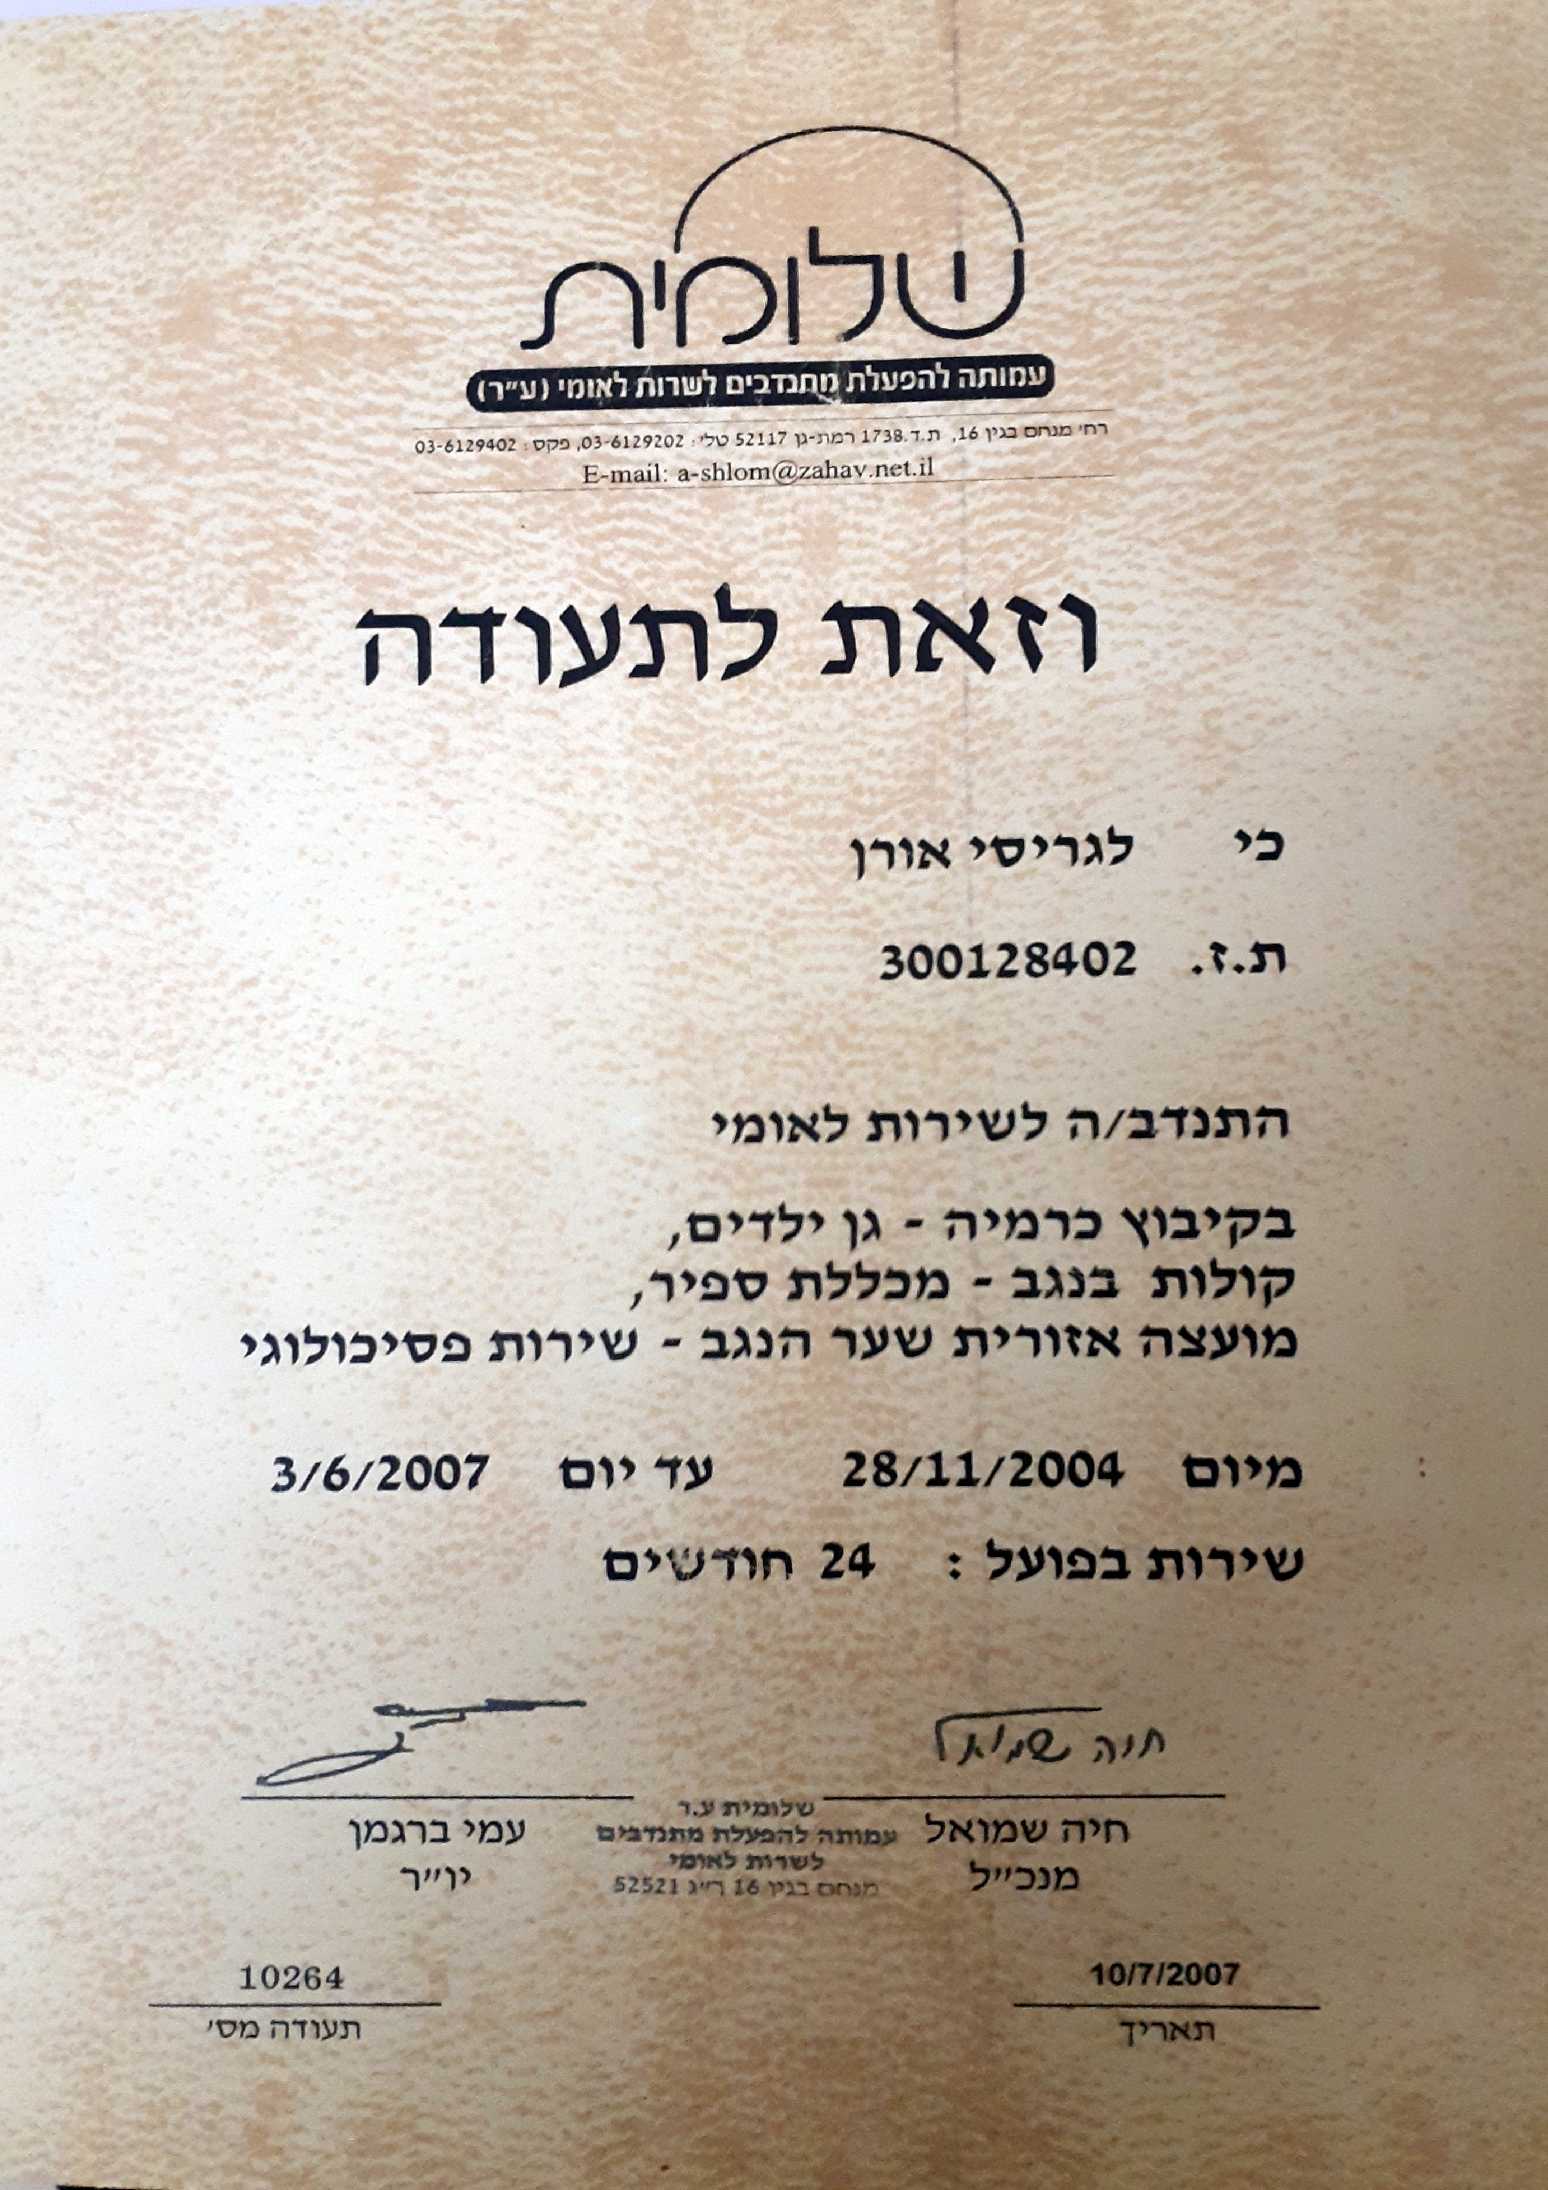 שלומית
עמותה להפעלת מתנדבים לשרות לאומי (ע״ר)
רח׳ מנחם בגין 16, ת.ד. 1738 רמת-גן 52117 טלי: 03-6129202, פקס: 03-6129402
E-mail: a-shlom@zahav.net.il
וזאת לתעודה
כי לגריסי אורן
ת.ז. 300128402
התנדב/ה לשירות לאומי
בקיבוץ כרמיה - גן ילדים,
קולות בנגב - מכללת ספיר,
מועצה אזורית שער הנגב - שירות פסיכולוגי
מיום 28/11/2004 עד יום 3/6/2007
שירות בפועל : 24 חודשים
חיה שמואל
חיה שמואל
מנכ״ל
שלומית ע.ר
עמותה להפעלת מתנדבים
לשרות לאומי
מנחם בגין 16 ר״ג 52521
עמי ברגמן
יו״ר
10/7/2007
תאריך
10264
תעודה מס׳